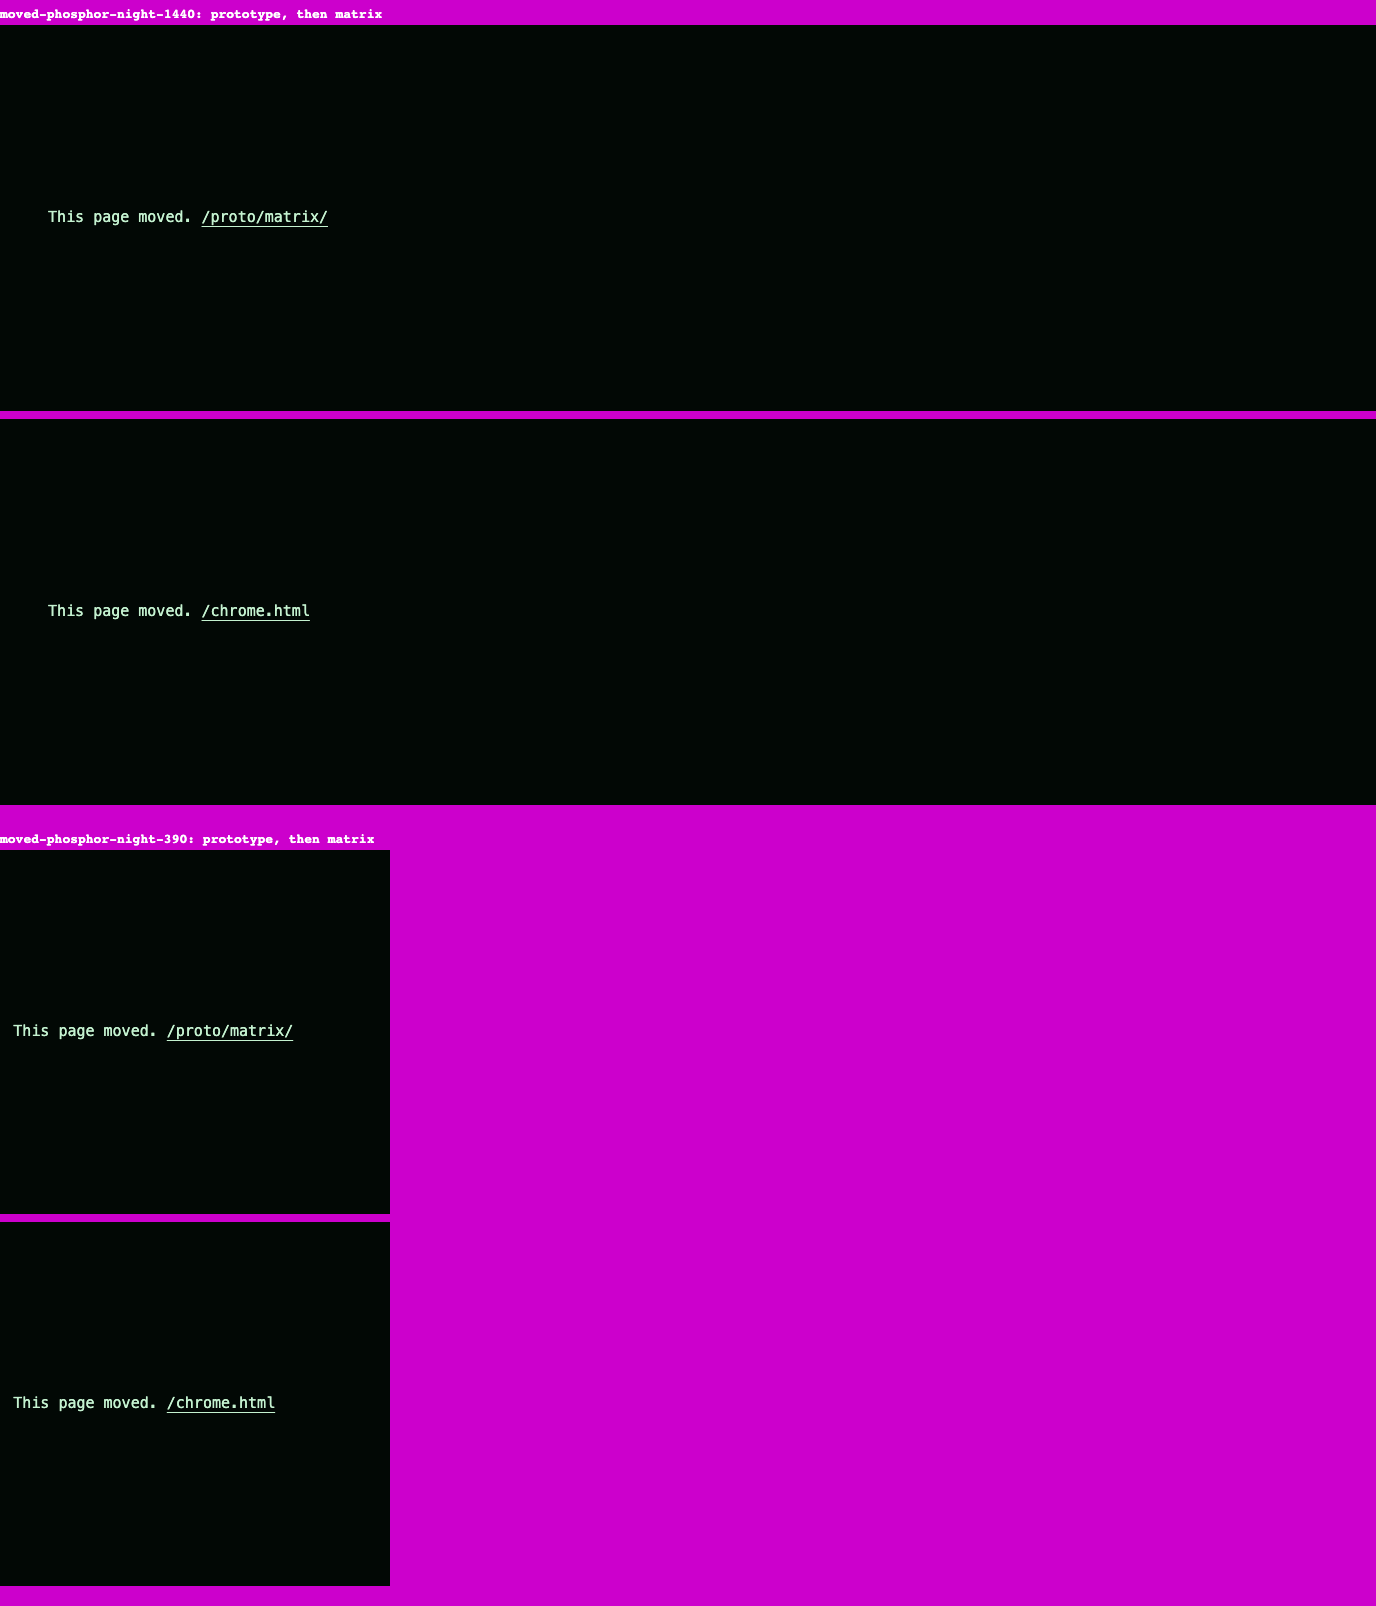 moved-phosphor-night-1440: prototype, then matrix
This page moved. /proto/matrix/
This page moved. /chrome.html
moved-phosphor-night-390: prototype, then matrix
This page moved. /proto/matrix/
This page moved. /chrome.html